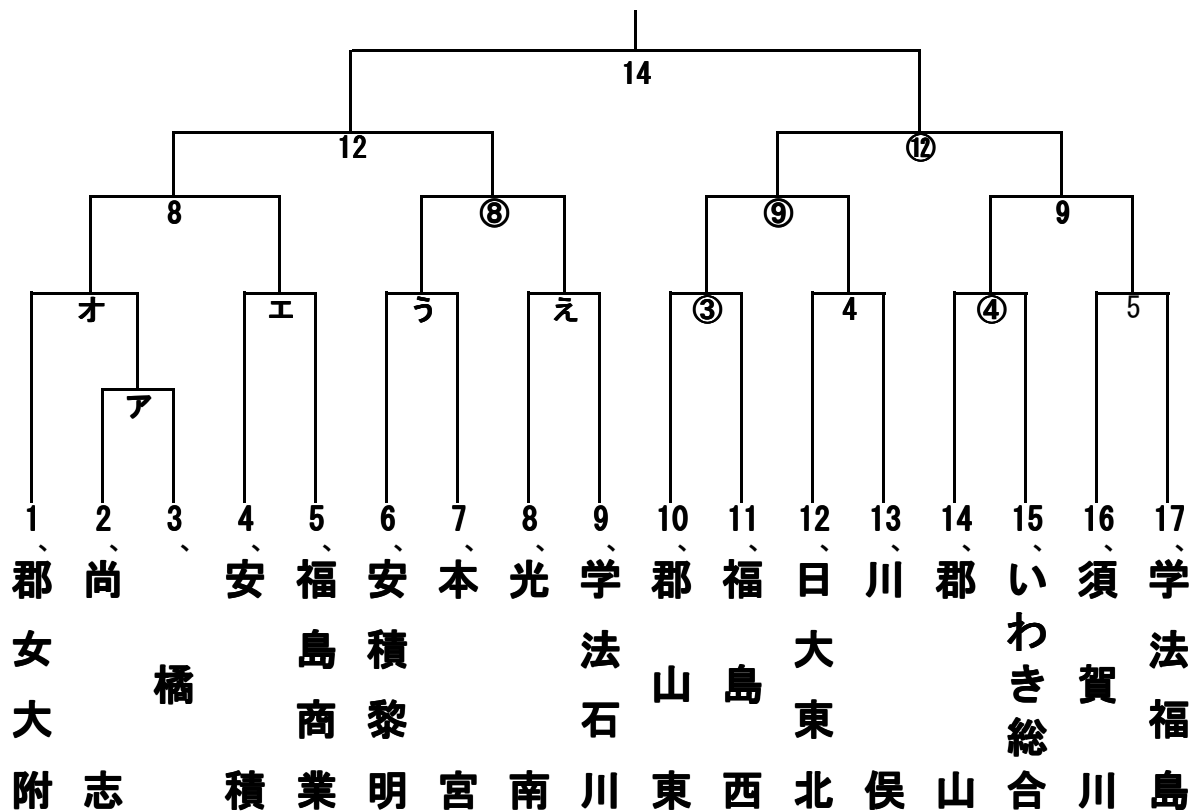 14
12
⑫
8
⑧
⑨
9
オ
エ
う
え
③
4
④
5
ア
1、郡女大附
2、尚志
3、橘
4、安積
5、福島商業
6、安積黎明
7、本宮
8、光南
9、学法石川
10、郡山東
11、福島西
12、日大東北
13、川俣
14、郡山
15、いわき総合
16、須賀川
17、学法福島